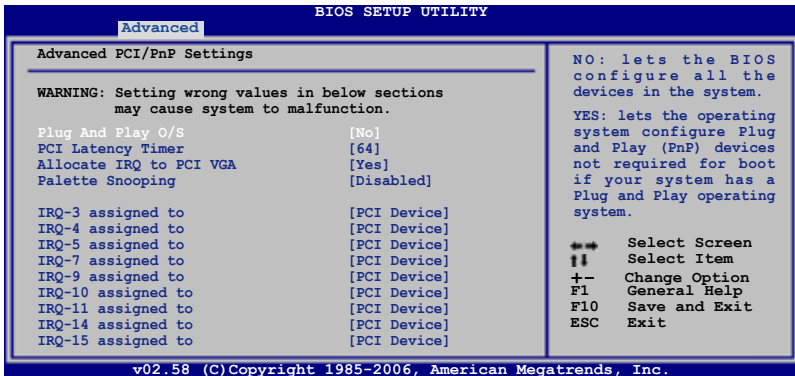 BIOS SETUP UTILITY
Advanced
Advanced PCI/PnP Settings
WARNING: Setting wrong values in below sections
may cause system to malfunction.
Plug And Play O/S [No]
PCI Latency Timer [64]
Allocate IRQ to PCI VGA [Yes]
Palette Snooping [Disabled]
IRQ-3 assigned to [PCI Device]
IRQ-4 assigned to [PCI Device]
IRQ-5 assigned to [PCI Device]
IRQ-7 assigned to [PCI Device]
IRQ-9 assigned to [PCI Device]
IRQ-10 assigned to [PCI Device]
IRQ-11 assigned to [PCI Device]
IRQ-14 assigned to [PCI Device]
IRQ-15 assigned to [PCI Device]
NO: lets the BIOS
configure all the
devices in the system.
YES: lets the operating
system configure Plug
and Play (PnP) devices
not required for boot
if your system has a
Plug and Play operating
system.
←→ Select Screen
↑↓ Select Item
+- Change Option
F1 General Help
F10 Save and Exit
ESC Exit
v02.58 (C)Copyright 1985-2006, American Megatrends, Inc.